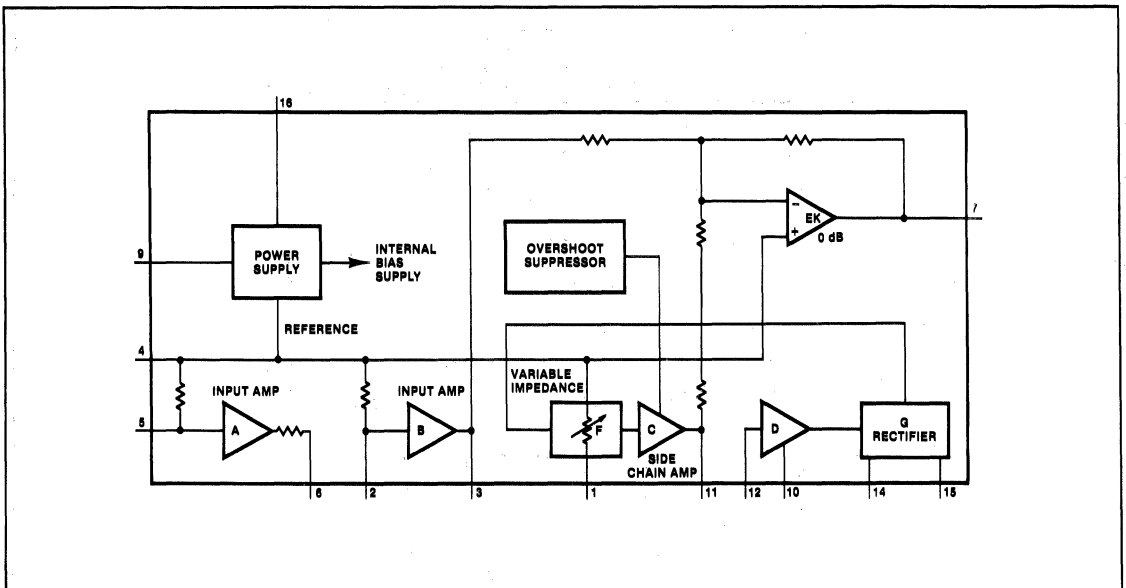 16
7
EK
−
+
0 dB
OVERSHOOT
SUPPRESSOR
9
POWER
SUPPLY
INTERNAL
BIAS
SUPPLY
REFERENCE
4
VARIABLE
IMPEDANCE
INPUT AMP
INPUT AMP
5
A
B
F
C
D
G
RECTIFIER
SIDE
CHAIN AMP
6
2
3
1
11
12
10
14
15